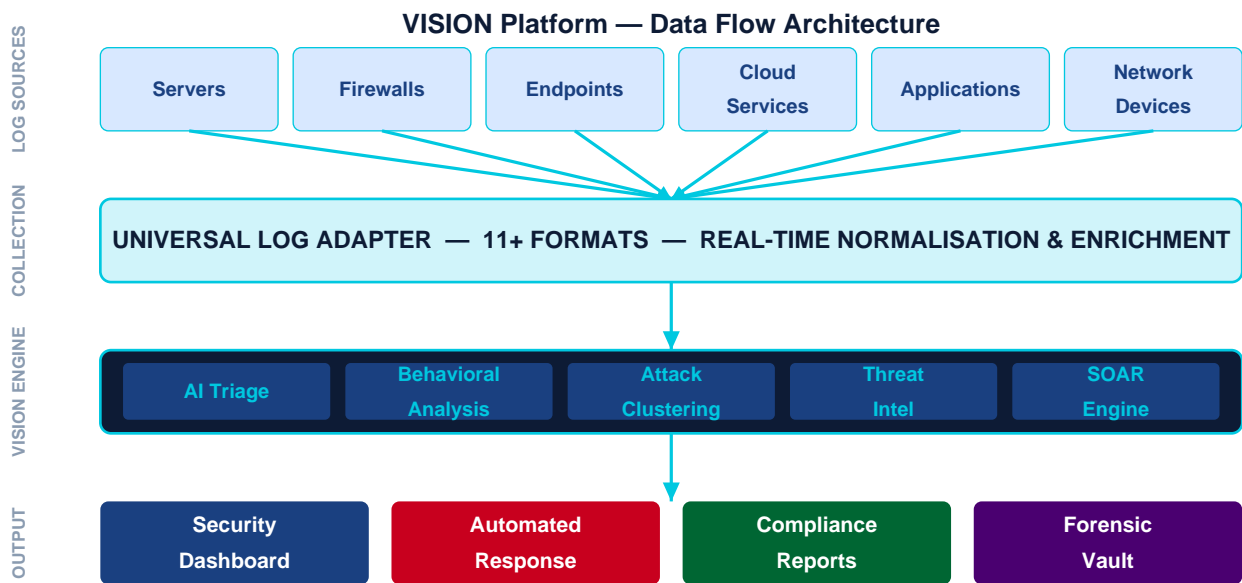 VISION Platform — Data Flow Architecture
LOG SOURCES
Servers
Firewalls
Endpoints
Cloud
Services
Applications
Network
Devices
COLLECTION
UNIVERSAL LOG ADAPTER — 11+ FORMATS — REAL-TIME NORMALISATION & ENRICHMENT
VISION ENGINE
AI Triage
Behavioral
Analysis
Attack
Clustering
Threat
Intel
SOAR
Engine
OUTPUT
Security
Dashboard
Automated
Response
Compliance
Reports
Forensic
Vault